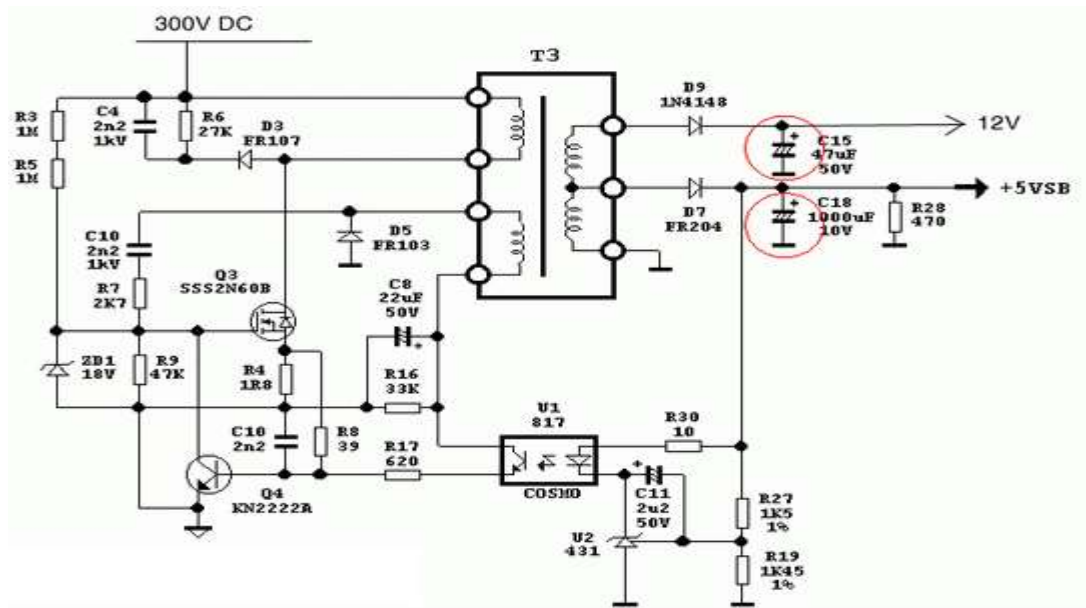 300V DC
T3
R3
1M
C4
2n2
1kV
R6
27K
D3
FR107
D9
1N4148
C15
47uF
50V
12V
R5
1M
+5VSB
C18
1000uF
10V
R28
470
D7
FR204
C10
2n2
1kV
D5
FR103
R7
2K7
Q3
SSS2N60B
C8
22uF
50V
ZD1
18V
R9
47K
R4
1R8
R16
33K
U1
817
R30
10
C10
2n2
R8
39
R17
620
COSMO
Q4
KN2222A
C11
2u2
50V
R27
1K5
1%
U2
431
R19
1K45
1%